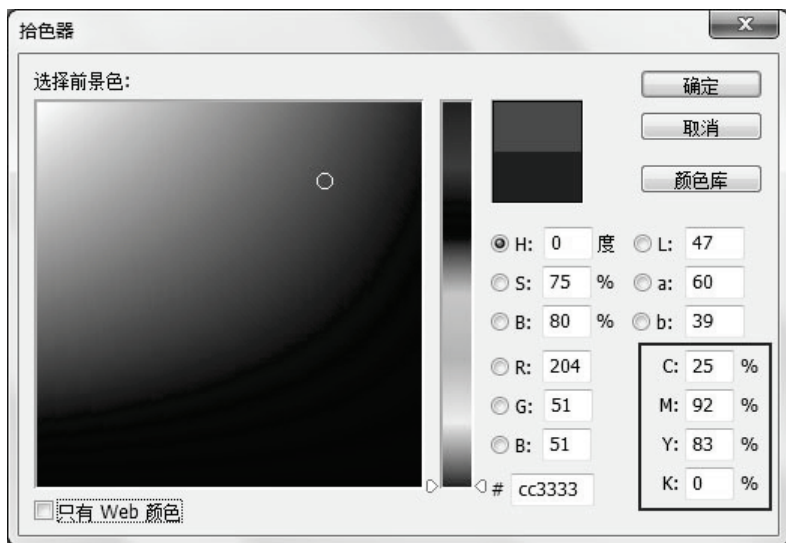 拾色器
选择前景色:
确定
取消
颜色库
H: 0 度
S: 75 %
B: 80 %
R: 204
G: 51
B: 51
# cc3333
L: 47
a: 60
b: 39
C: 25 %
M: 92 %
Y: 83 %
K: 0 %
只有 Web 颜色